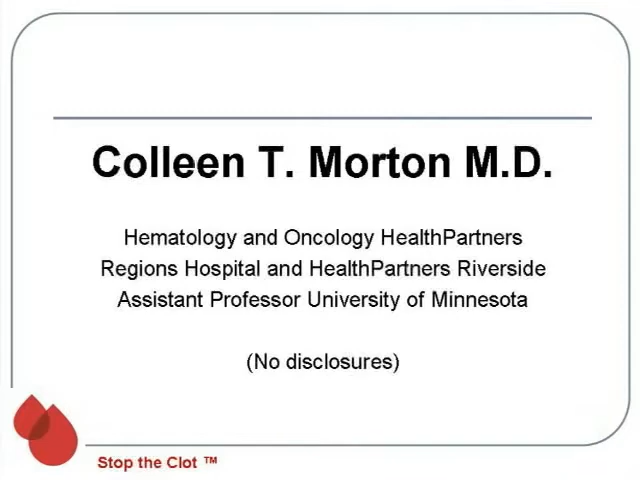 Colleen T. Morton M.D.
Hematology and Oncology HealthPartners
Regions Hospital and HealthPartners Riverside
Assistant Professor University of Minnesota
(No disclosures)
Stop the Clot ™